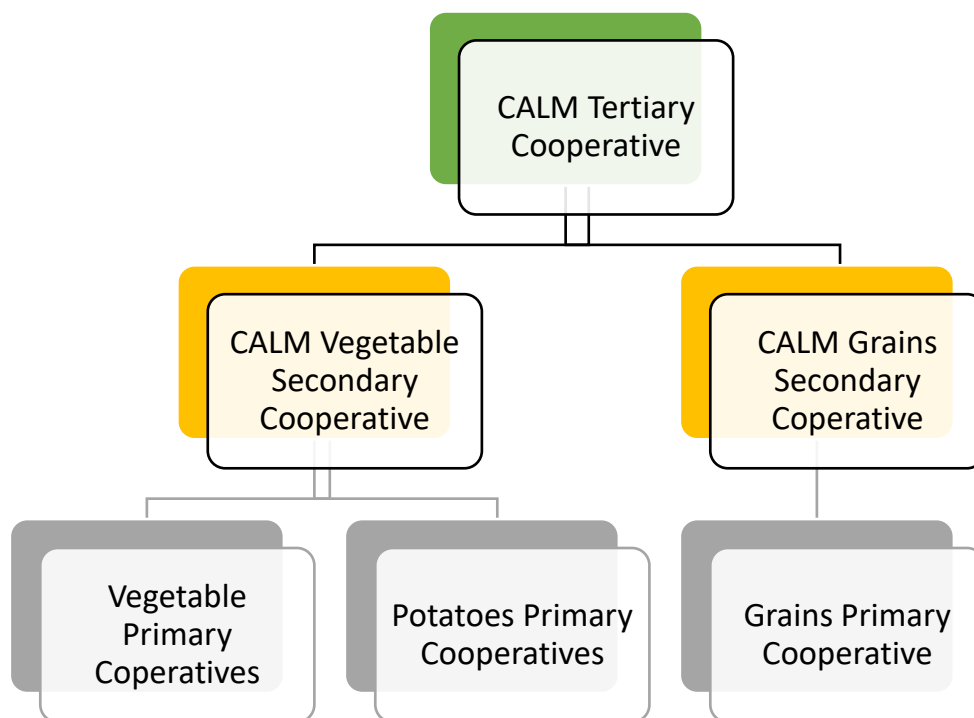 CALM Tertiary
Cooperative
CALM Vegetable
Secondary
Cooperative
CALM Grains
Secondary
Coperative
Vegetable
Primary
Coperatives
Potatoes Primary
Cooperatives
Grains Primary
Cooperative